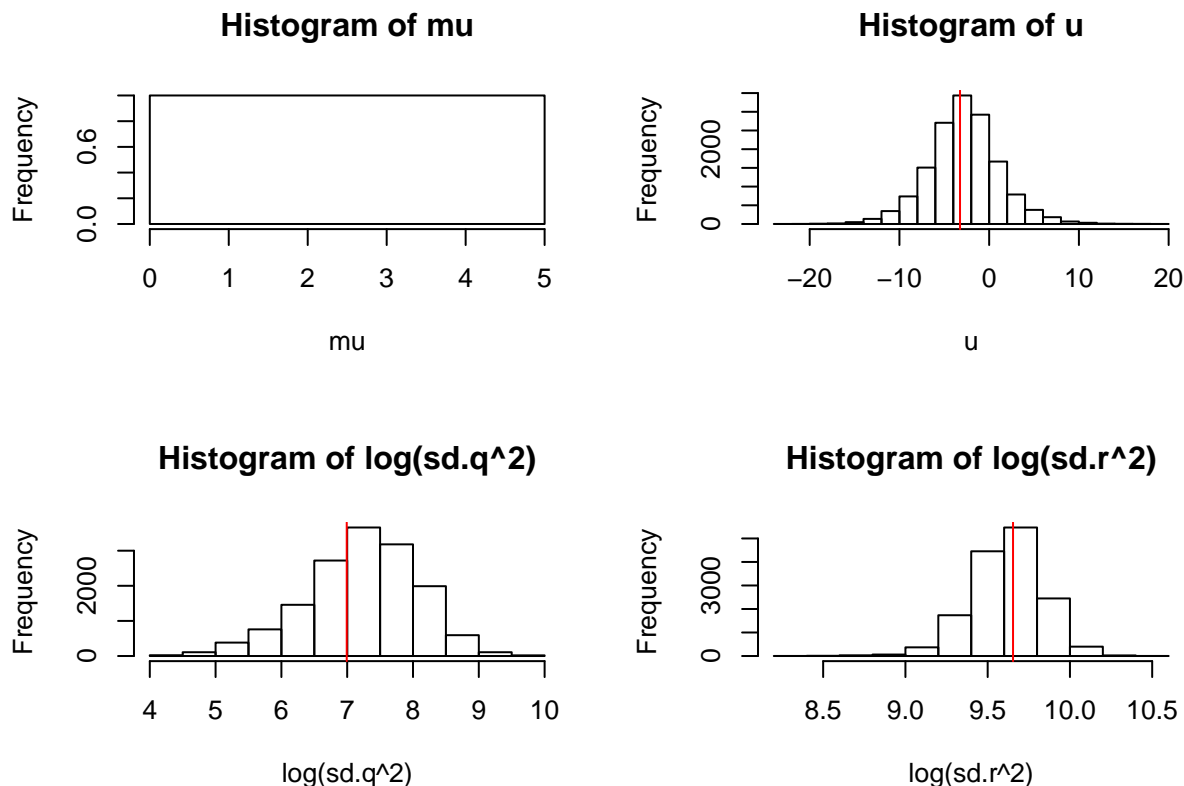 Histogram of mu
Frequency
0.0 0.6
0 1 2 3 4 5
mu
Histogram of u
Frequency
0 2000
−20 −10 0 10 20
u
Histogram of log(sd.q^2)
Frequency
0 2000
4 5 6 7 8 9 10
log(sd.q^2)
Histogram of log(sd.r^2)
Frequency
0 3000
8.5 9.0 9.5 10.0 10.5
log(sd.r^2)